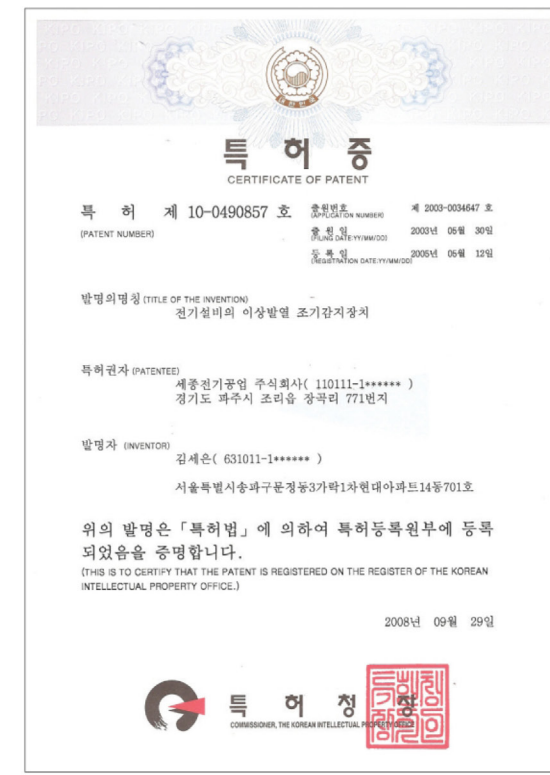 특허증
CERTIFICATE OF PATENT
특 허 제 10-0490857 호
(PATENT NUMBER)
출원번호 제 2003-0034647 호
(APPLICATION NUMBER)
출원일 2003년 05월 30일
(FILING DATE:YY/MM/DD)
등록일 2005년 05월 12일
(REGISTRATION DATE:YY/MM/DD)
발명의명칭 (TITLE OF THE INVENTION)
전기설비의 이상발열 조기감지장치
특허권자 (PATENTEE)
세종전기공업 주식회사( 110111-1****** )
경기도 파주시 조리읍 장곡리 771번지
발명자 (INVENTOR)
김세은( 631011-1****** )
서울특별시송파구문정동3가락1차현대아파트14동701호
위의 발명은 「특허법」에 의하여 특허등록원부에 등록
되었음을 증명합니다.
(THIS IS TO CERTIFY THAT THE PATENT IS REGISTERED ON THE REGISTER OF THE KOREAN
INTELLECTUAL PROPERTY OFFICE.)
2008년 09월 29일
특 허 청 장
COMMISSIONER, THE KOREAN INTELLECTUAL PROPERTY OFFICE